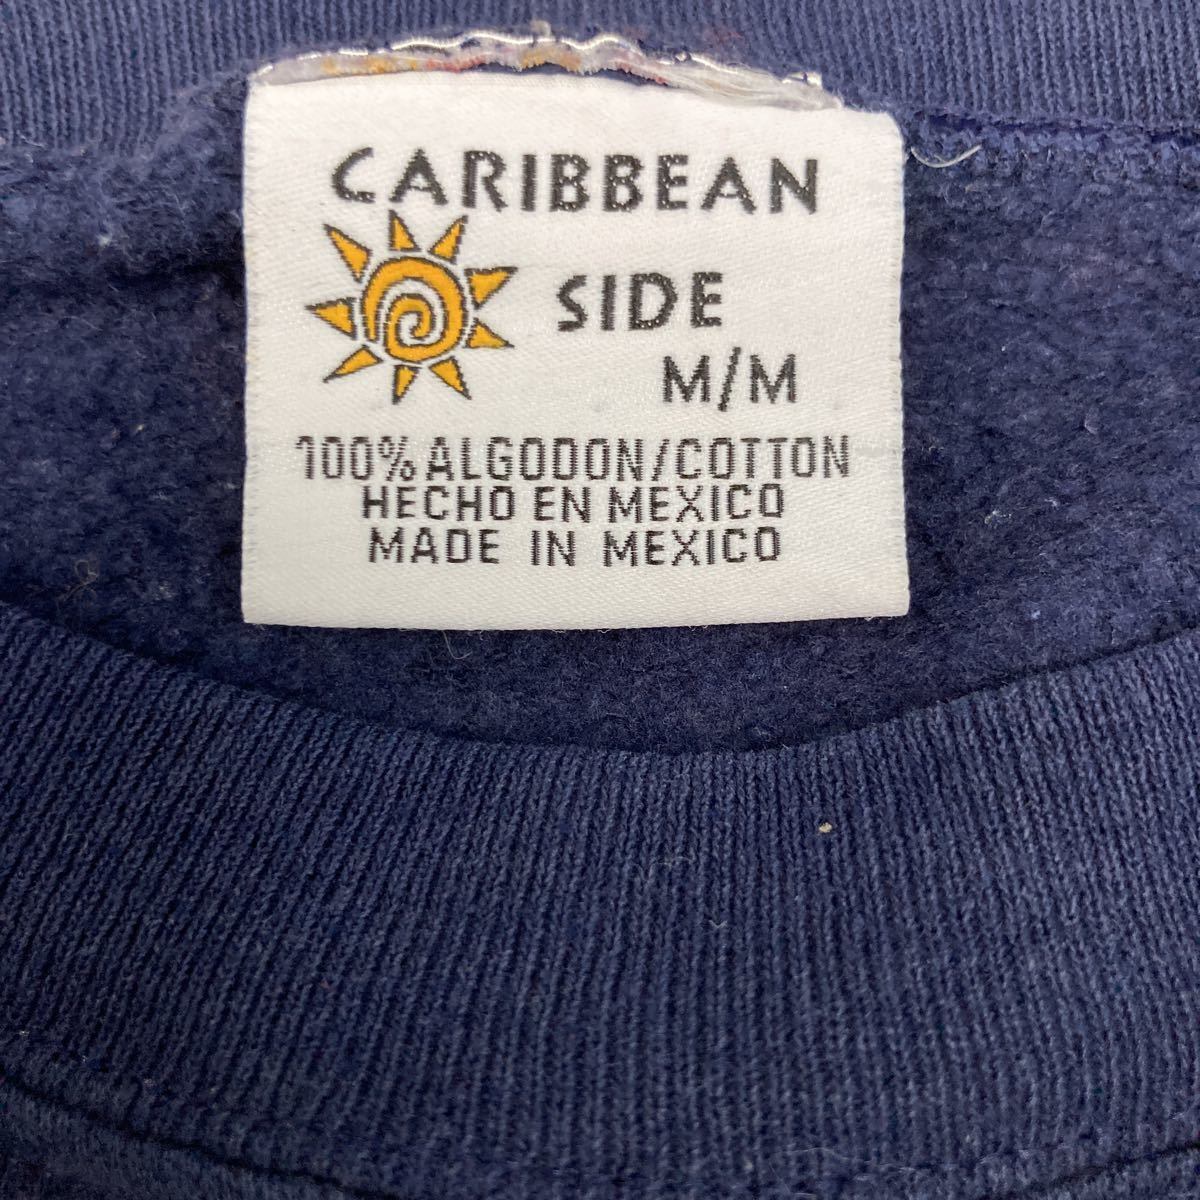 CARIBBEAN
SIDE
M/M
100% ALGODON/COTTON
HECHO EN MEXICO
MADE IN MEXICO